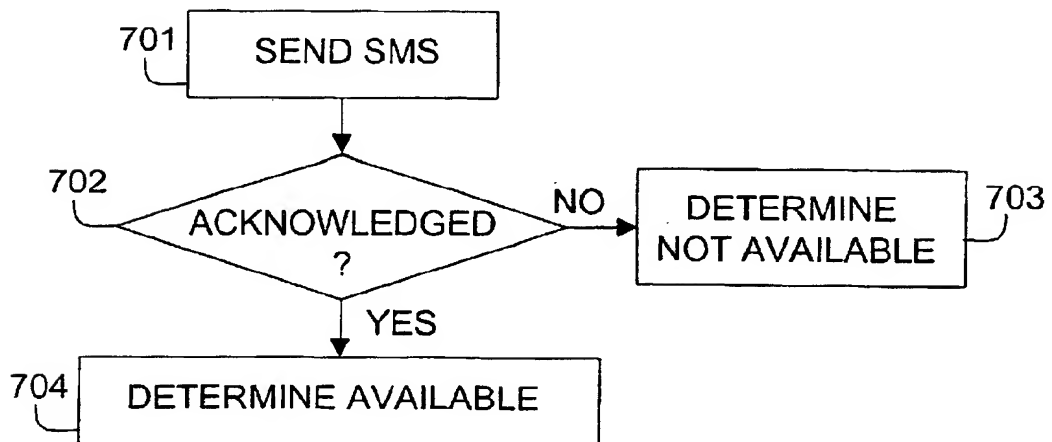 701
SEND SMS
702
ACKNOWLEDGED
?
NO
DETERMINE
NOT AVAILABLE
703
YES
704
DETERMINE AVAILABLE